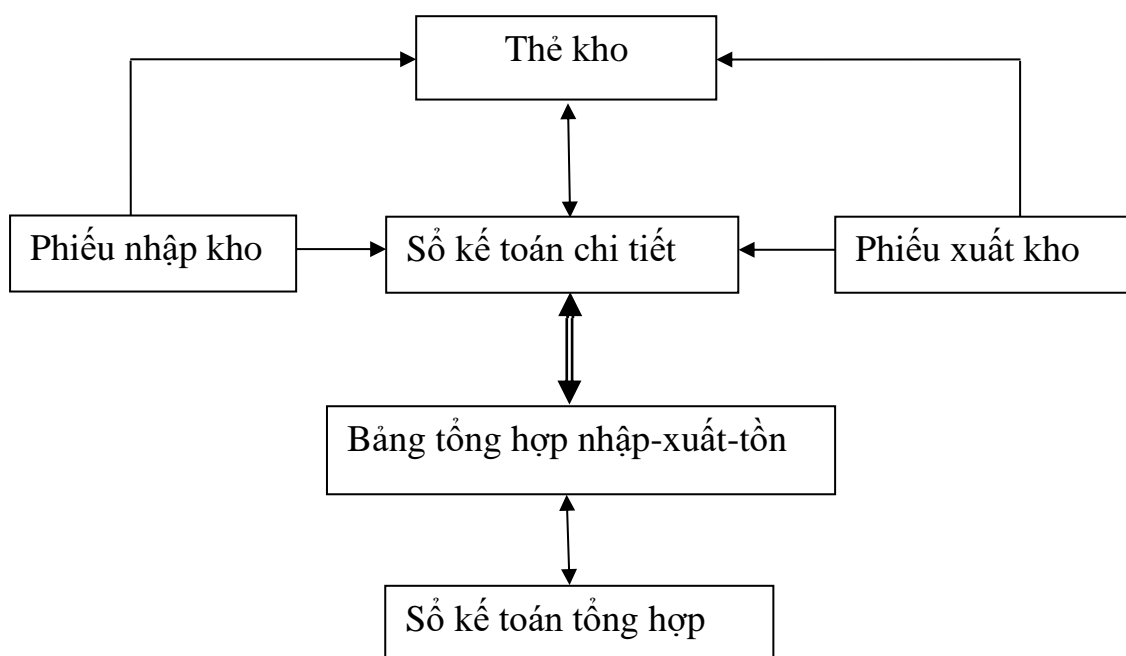 Thẻ kho
Phiếu nhập kho
Sổ kế toán chi tiết
Phiếu xuất kho
Bảng tổng hợp nhập-xuất-tồn
Sổ kế toán tổng hợp